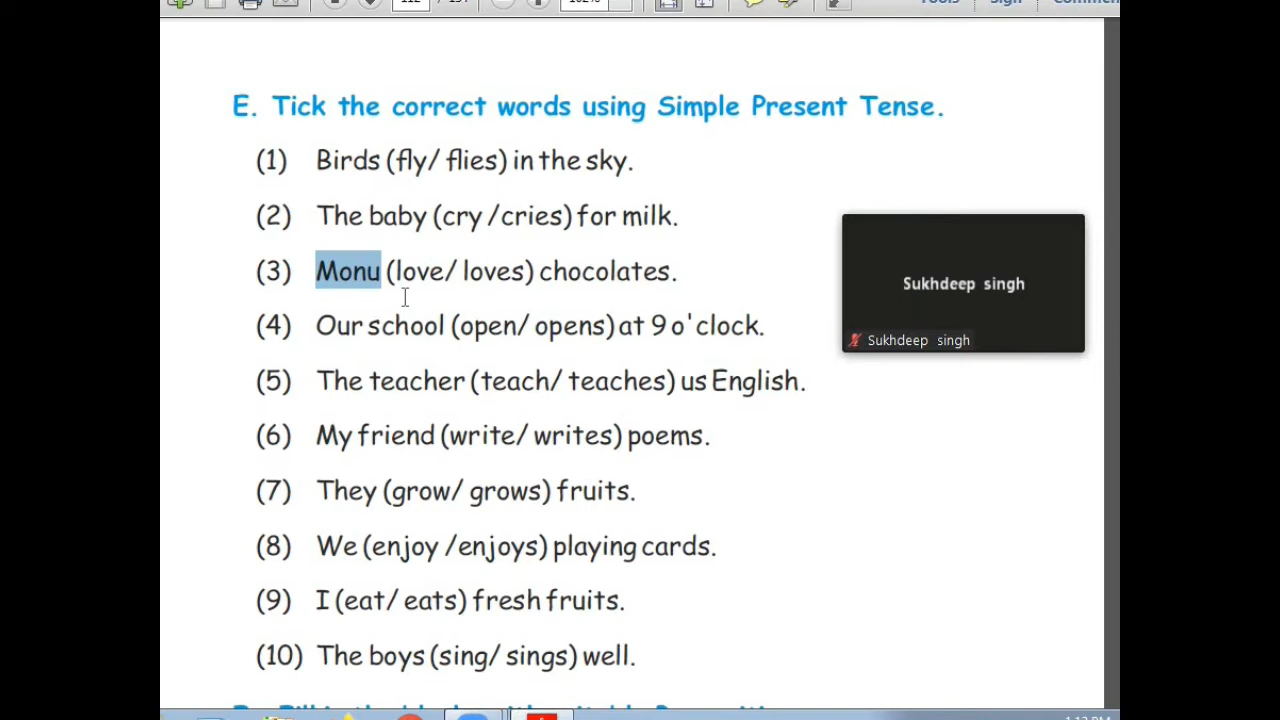 E. Tick the correct words using Simple Present Tense.
(1) Birds (fly/ flies) in the sky.
(2) The baby (cry /cries) for milk.
(3) Monu (love/ loves) chocolates.
Sukhdeep singh
Sukhdeep singh
(4) Our school (open/ opens) at 9 o'clock.
(5) The teacher (teach/ teaches) us English.
(6) My friend (write/ writes) poems.
(7) They (grow/ grows) fruits.
(8) We (enjoy /enjoys) playing cards.
(9) I (eat/ eats) fresh fruits.
(10) The boys (sing/ sings) well.